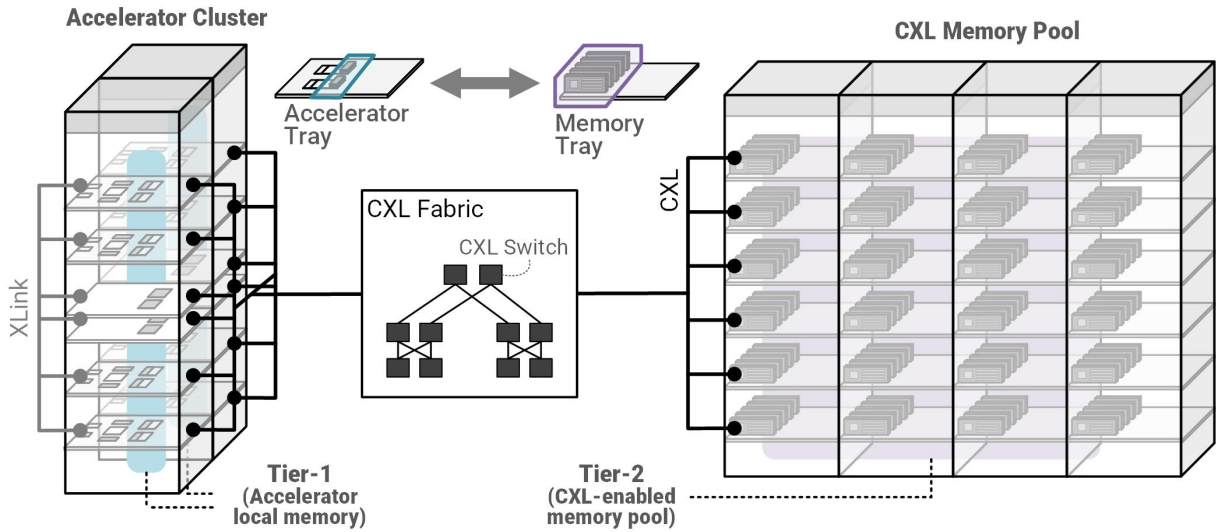 Accelerator Cluster
CXL Memory Pool
Accelerator
Tray
Memory
Tray
CXL
CXL Fabric
CXL Switch
XLink
Tier-1
(Accelerator
local memory)
Tier-2
(CXL-enabled
memory pool)